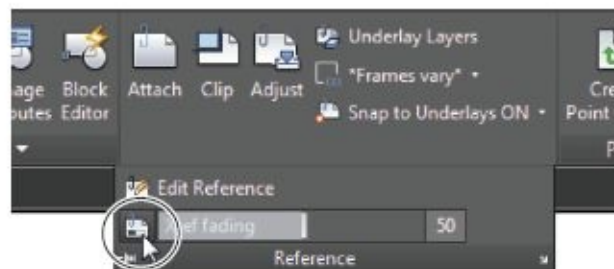 Underlay Layers
age Block Attach Clip Adjust *Frames vary* Cre
utes Editor Snap to Underlays ON Point
Edit Reference
ef fading 50
Reference